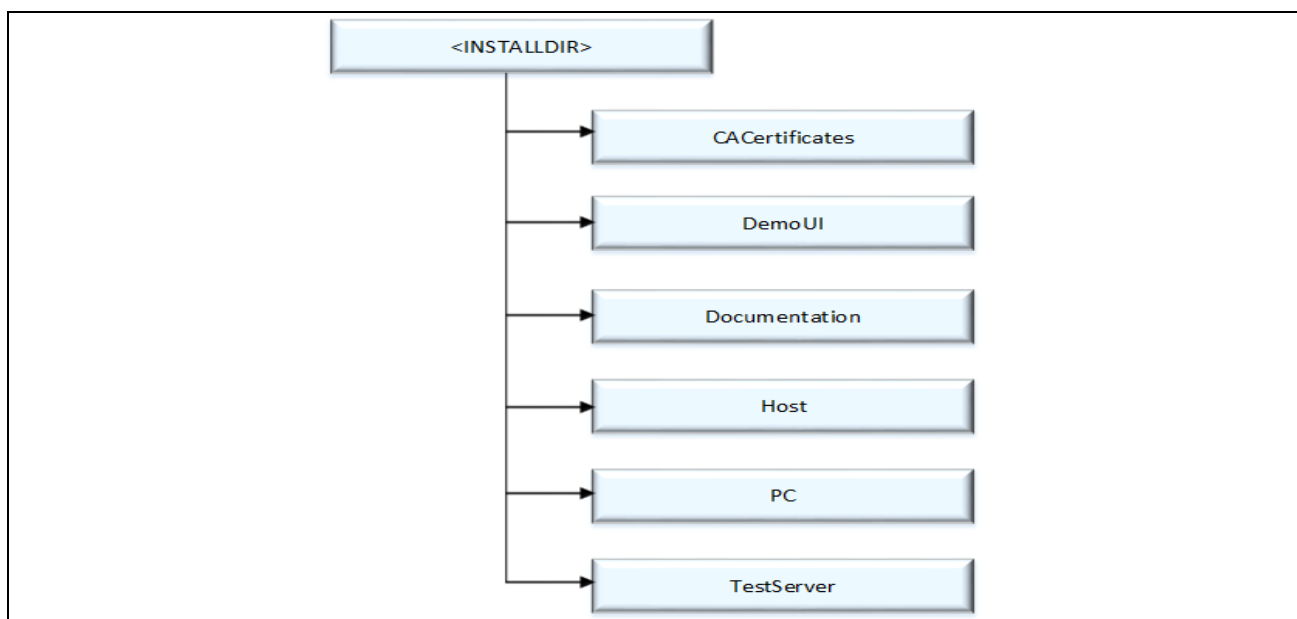 <INSTALLDIR>
CACertificates
DemoUI
Documentation
Host
PC
TestServer